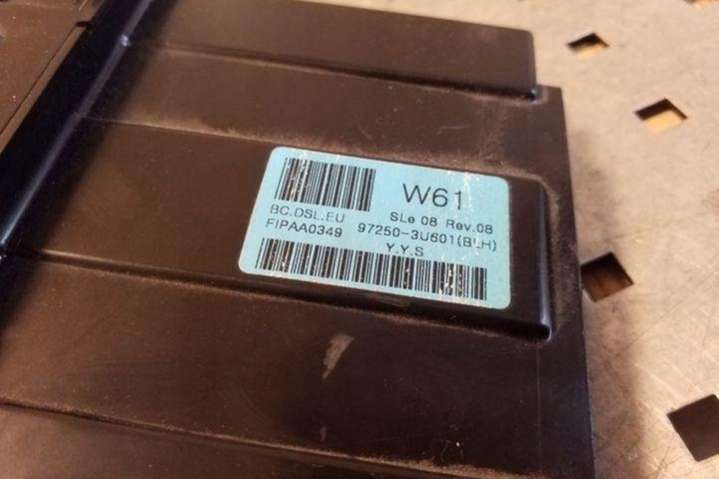 W61
BC.DSL.EU SLe 08 Rev.08
FIPAA0349 97250-3U601(BLH)
Y.Y.S